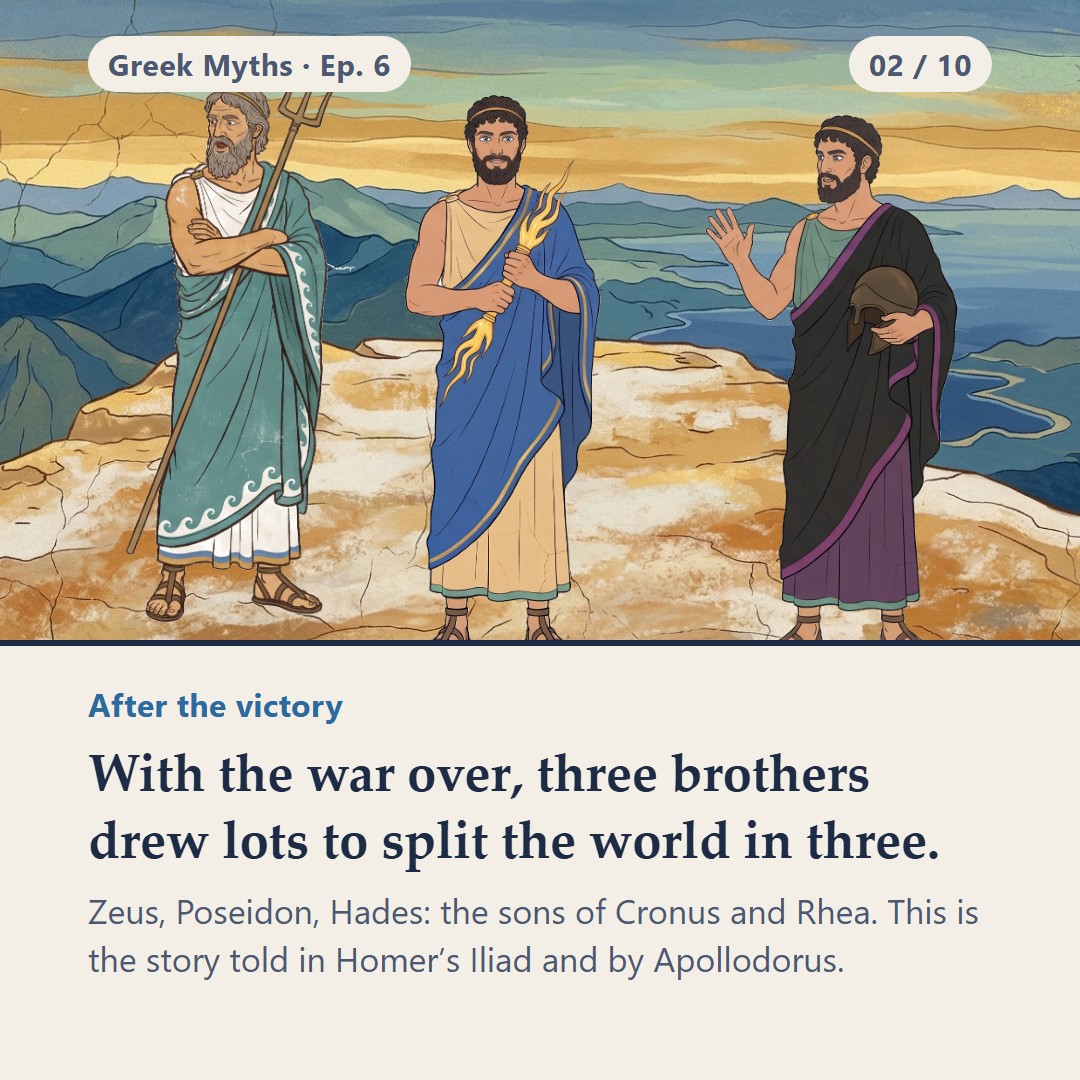 Greek Myths · Ep. 6
02 / 10
After the victory
With the war over, three brothers
drew lots to split the world in three.
Zeus, Poseidon, Hades: the sons of Cronus and Rhea. This is
the story told in Homer’s Iliad and by Apollodorus.